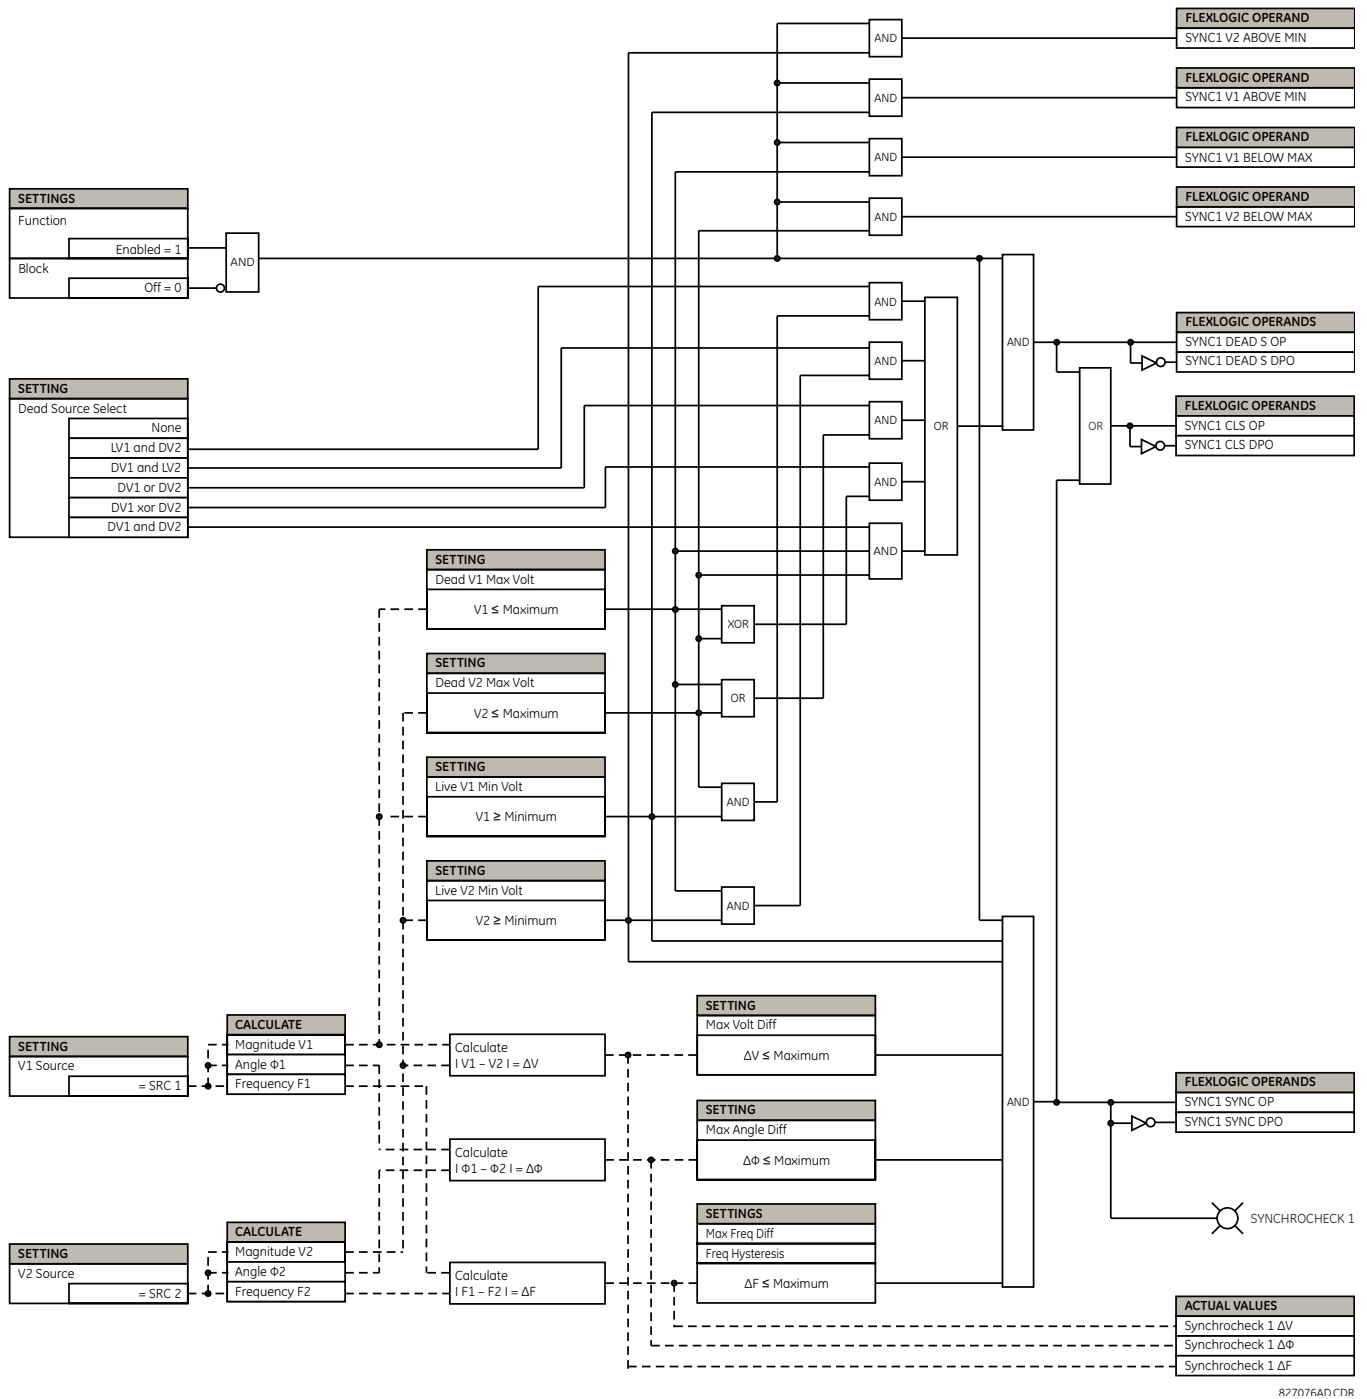 FLEXLOGIC OPERAND
SYNC1 V2 ABOVE MIN
AND
FLEXLOGIC OPERAND
SYNC1 V1 ABOVE MIN
AND
FLEXLOGIC OPERAND
SYNC1 V1 BELOW MAX
AND
FLEXLOGIC OPERAND
SYNC1 V2 BELOW MAX
AND
SETTINGS
Function
Enabled = 1
Block
Off = 0
AND
AND
AND
AND
AND
AND
OR
AND
FLEXLOGIC OPERANDS
SYNC1 DEAD S OP
SYNC1 DEAD S DPO
OR
FLEXLOGIC OPERANDS
SYNC1 CLS OP
SYNC1 CLS DPO
SETTING
Dead Source Select
None
LV1 and DV2
DV1 and LV2
DV1 or DV2
DV1 xor DV2
DV1 and DV2
SETTING
Dead V1 Max Volt
V1 ≤ Maximum
XOR
SETTING
Dead V2 Max Volt
V2 ≤ Maximum
OR
SETTING
Live V1 Min Volt
V1 ≥ Minimum
AND
SETTING
Live V2 Min Volt
V2 ≥ Minimum
AND
SETTING
V1 Source
= SRC 1
CALCULATE
Magnitude V1
Angle Φ1
Frequency F1
Calculate
I V1 – V2 I = ΔV
SETTING
Max Volt Diff
ΔV ≤ Maximum
AND
FLEXLOGIC OPERANDS
SYNC1 SYNC OP
SYNC1 SYNC DPO
Calculate
I Φ1 – Φ2 I = ΔΦ
SETTING
Max Angle Diff
ΔΦ ≤ Maximum
SYNCHROCHECK 1
SETTING
V2 Source
= SRC 2
CALCULATE
Magnitude V2
Angle Φ2
Frequency F2
Calculate
I F1 – F2 I = ΔF
SETTINGS
Max Freq Diff
Freq Hysteresis
ΔF ≤ Maximum
ACTUAL VALUES
Synchrocheck 1 ΔV
Synchrocheck 1 ΔΦ
Synchrocheck 1 ΔF
827076AD.CDR